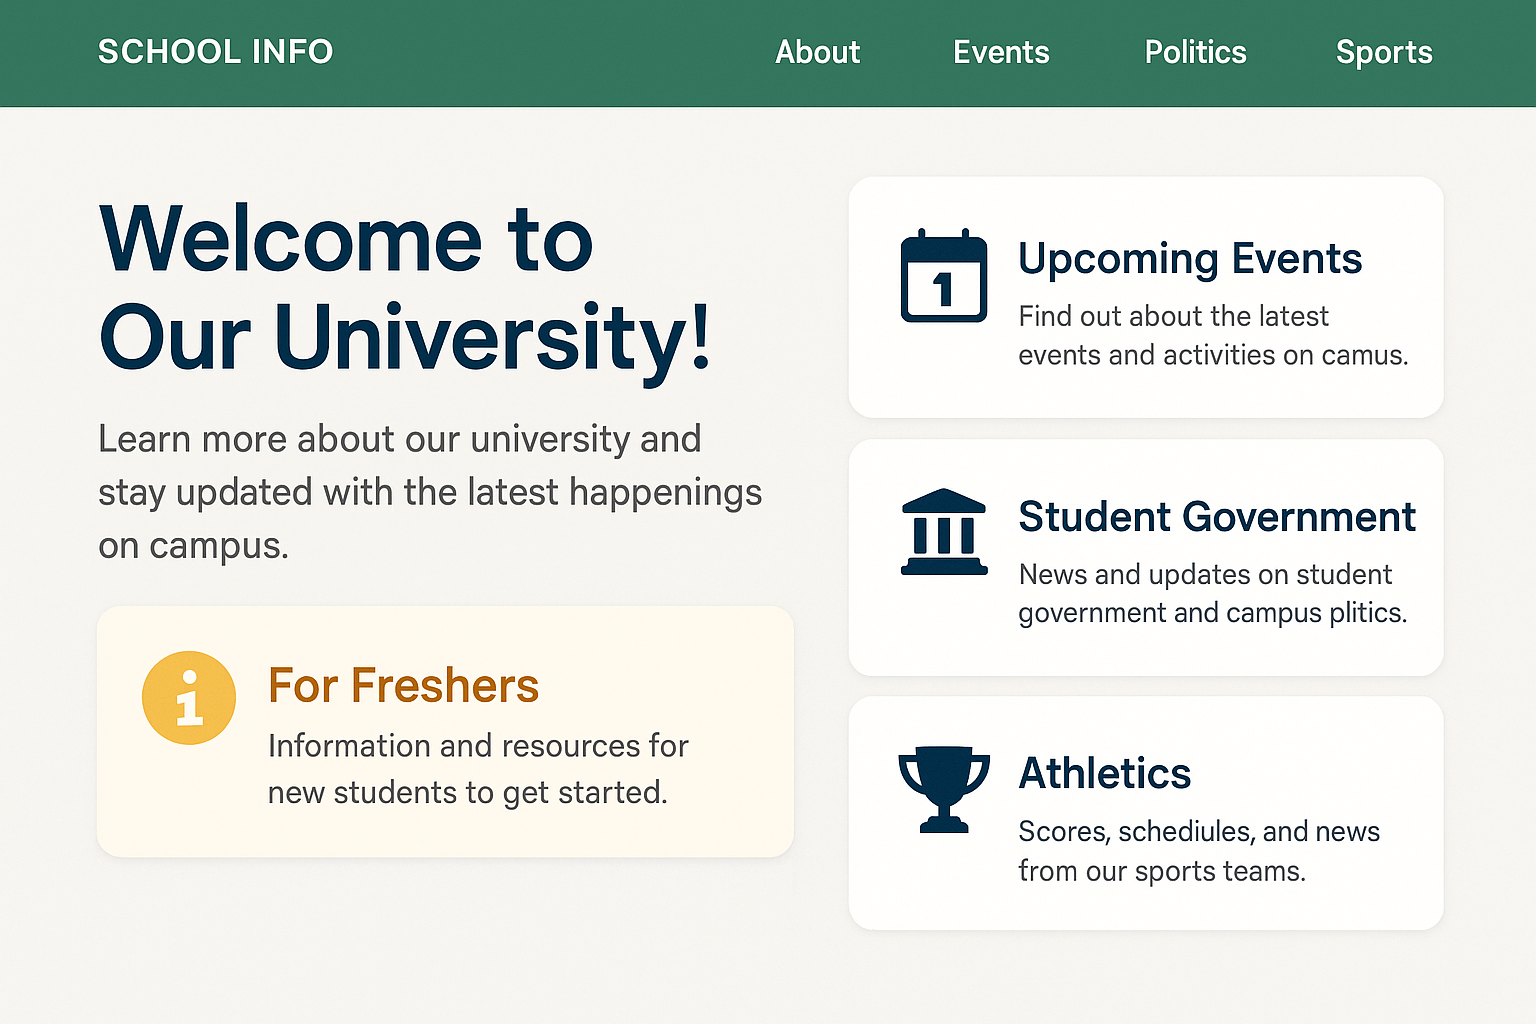 SCHOOL INFO
About
Events
Politics
Sports
Welcome to
Our University!
Learn more about our university and
stay updated with the latest happenings
on campus.
For Freshers
Information and resources for
new students to get started.
1
Upcoming Events
Find out about the latest
events and activities on camus.
Student Government
News and updates on student
government and campus plitics.
Athletics
Scores, schediules, and news
from our sports teams.